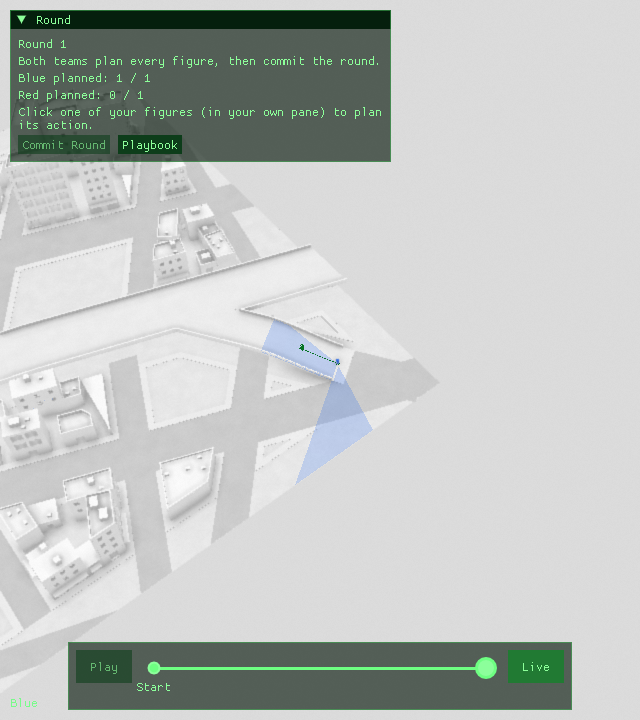 Round
Round 1
Both teams plan every figure, then commit the round.
Blue planned: 1 / 1
Red planned: 0 / 1
Click one of your figures (in your own pane) to plan
its action.
Commit Round
Playbook
Play
Live
Start
Blue